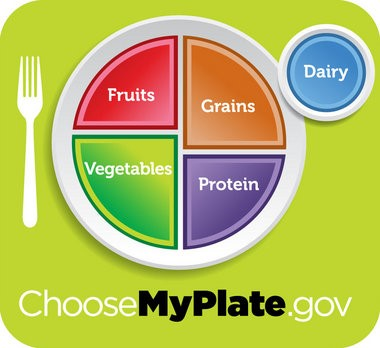 Dairy
Fruits
Grains
Vegetables
Protein
ChooseMyPlate.gov